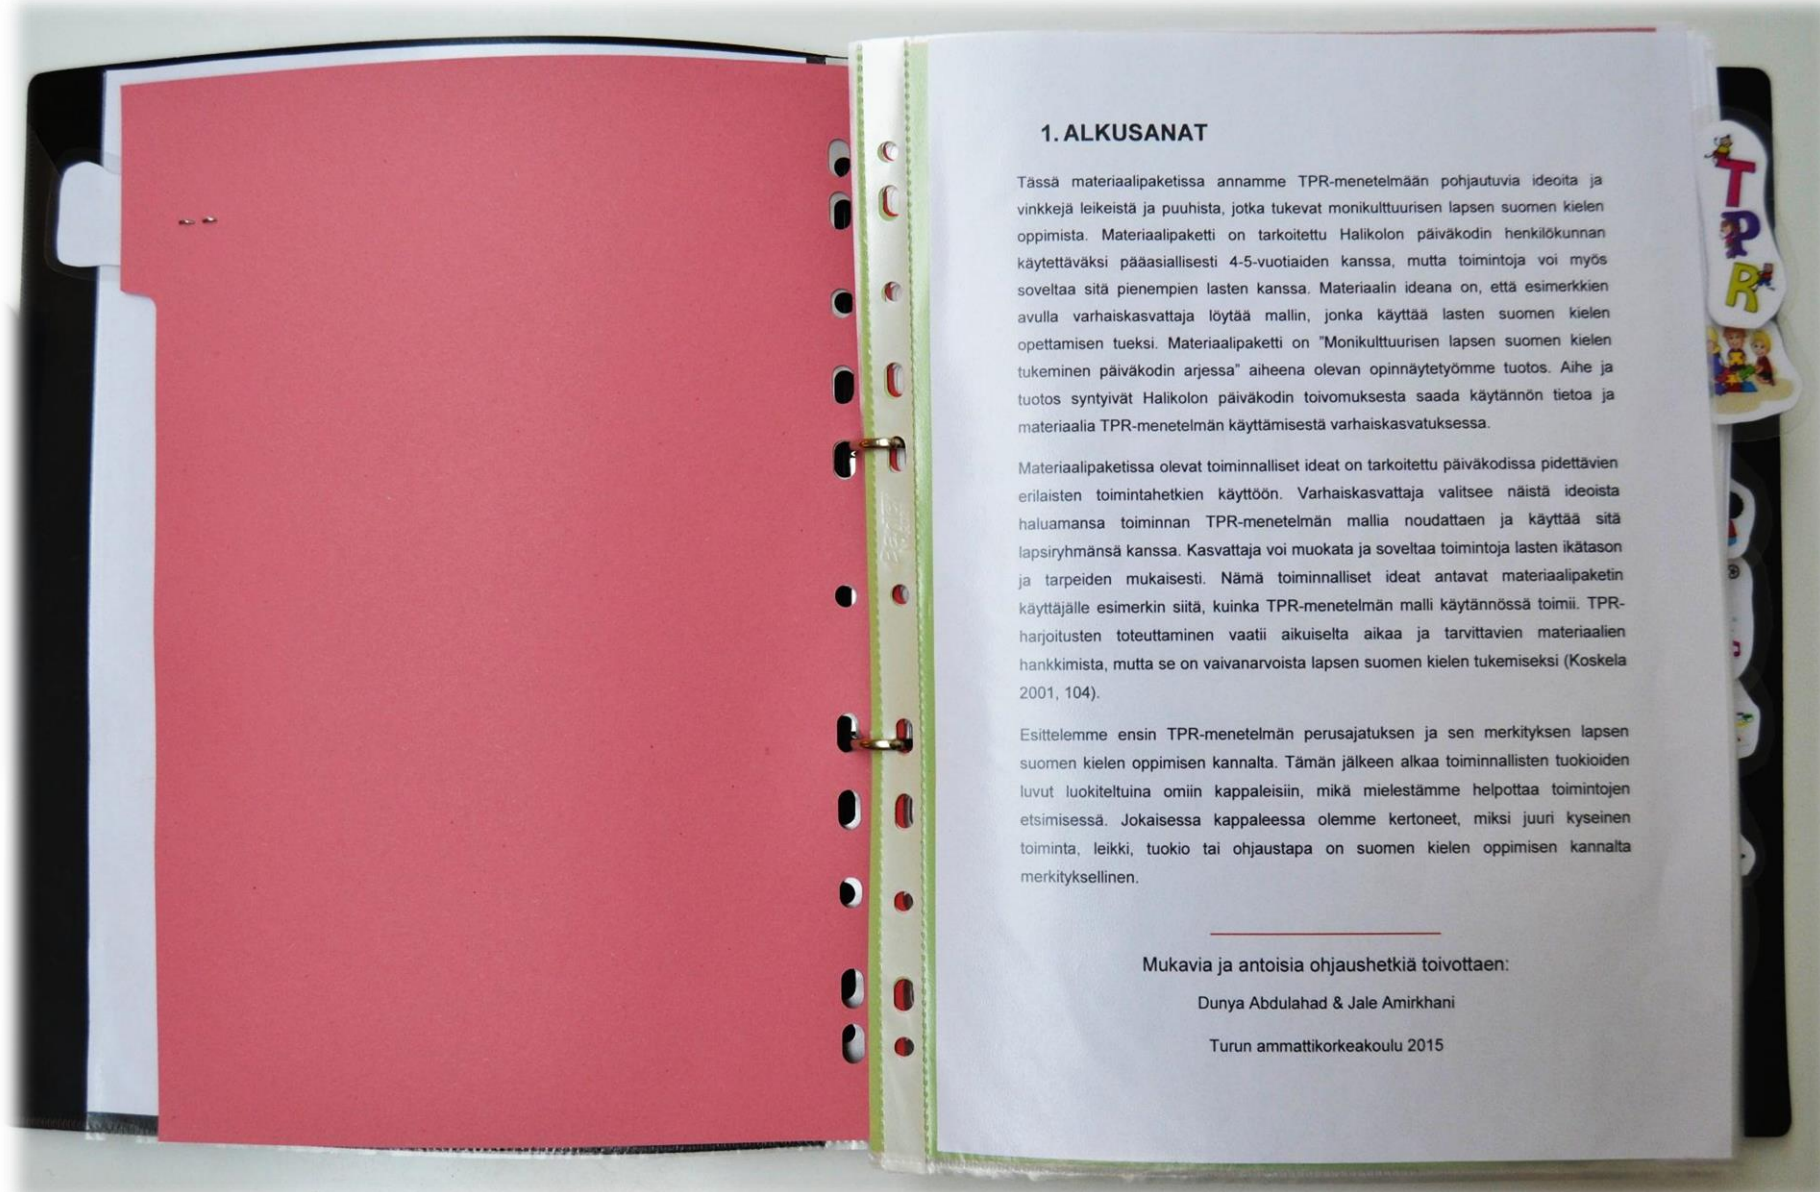 1. ALKUSANAT
Tässä materiaalipaketissa annamme TPR-menetelmään pohjautuvia ideoita ja
vinkkejä leikeistä ja puuhista, jotka tukevat monikulttuurisen lapsen suomen kielen
oppimista. Materiaalipaketti on tarkoitettu Halikolon päiväkodin henkilökunnan
käytettäväksi pääasiallisesti 4-5-vuotiaiden kanssa, mutta toimintoja voi myös
soveltaa sitä pienempien lasten kanssa. Materiaalin ideana on, että esimerkkien
avulla varhaiskasvattaja löytää mallin, jonka käyttää lasten suomen kielen
opettamisen tueksi. Materiaalipaketti on "Monikulttuurisen lapsen suomen kielen
tukeminen päiväkodin arjessa" aiheena olevan opinnäytetyömme tuotos. Aihe ja
tuotos syntyivät Halikolon päiväkodin toivomuksesta saada käytännön tietoa ja
materiaalia TPR-menetelmän käyttämisestä varhaiskasvatuksessa.
Materiaalipaketissa olevat toiminnalliset ideat on tarkoitettu päiväkodissa pidettävien
erilaisten toimintahetkien käyttöön. Varhaiskasvattaja valitsee näistä ideoista
haluamansa toiminnan TPR-menetelmän mallia noudattaen ja käyttää sitä
lapsiryhmänsä kanssa. Kasvattaja voi muokata ja soveltaa toimintoja lasten ikätason
ja tarpeiden mukaisesti. Nämä toiminnalliset ideat antavat materiaalipaketin
käyttäjälle esimerkin siitä, kuinka TPR-menetelmän malli käytännössä toimii. TPR-
harjoitusten toteuttaminen vaatii aikuiselta aikaa ja tarvittavien materiaalien
hankkimista, mutta se on vaivanarvoista lapsen suomen kielen tukemiseksi (Koskela
2001, 104).
Esittelemme ensin TPR-menetelmän perusajatuksen ja sen merkityksen lapsen
suomen kielen oppimisen kannalta. Tämän jälkeen alkaa toiminnallisten tuokioiden
luvut luokiteltuina omiin kappaleisiin, mikä mielestämme helpottaa toimintojen
etsimisessä. Jokaisessa kappaleessa olemme kertoneet, miksi juuri kyseinen
toiminta, leikki, tuokio tai ohjaustapa on suomen kielen oppimisen kannalta
merkityksellinen.
Mukavia ja antoisia ohjaushetkiä toivottaen:
Dunya Abdulahad & Jale Amirkhani
Turun ammattikorkeakoulu 2015
TPR